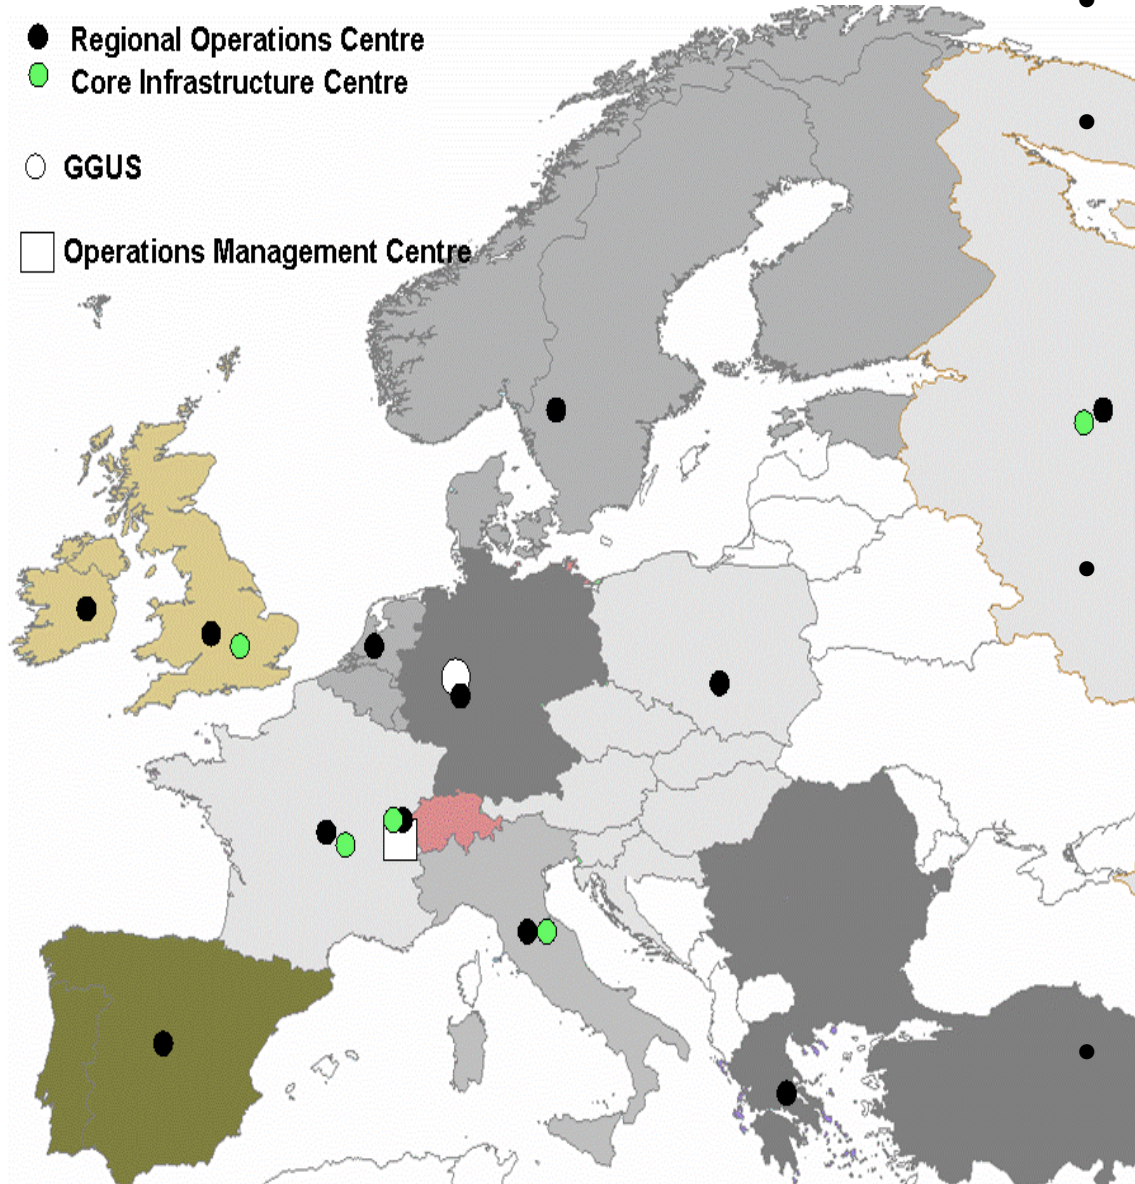 Regional Operations Centre
Core Infrastructure Centre
GGUS
Operations Management Centre